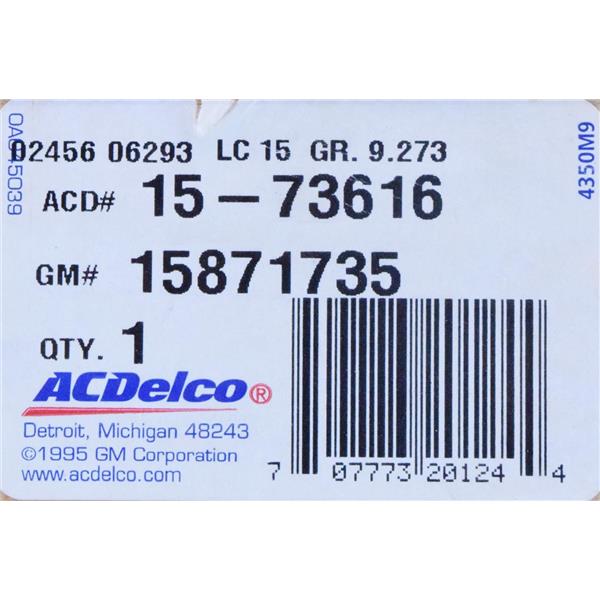 02456 06293 LC 15 GR. 9.273
ACD# 15-73616
GM# 15871735
QTY. 1
ACDelco®
Detroit, Michigan 48243
©1995 GM Corporation
www.acdelco.com
7 07773 20124 4
4350M9